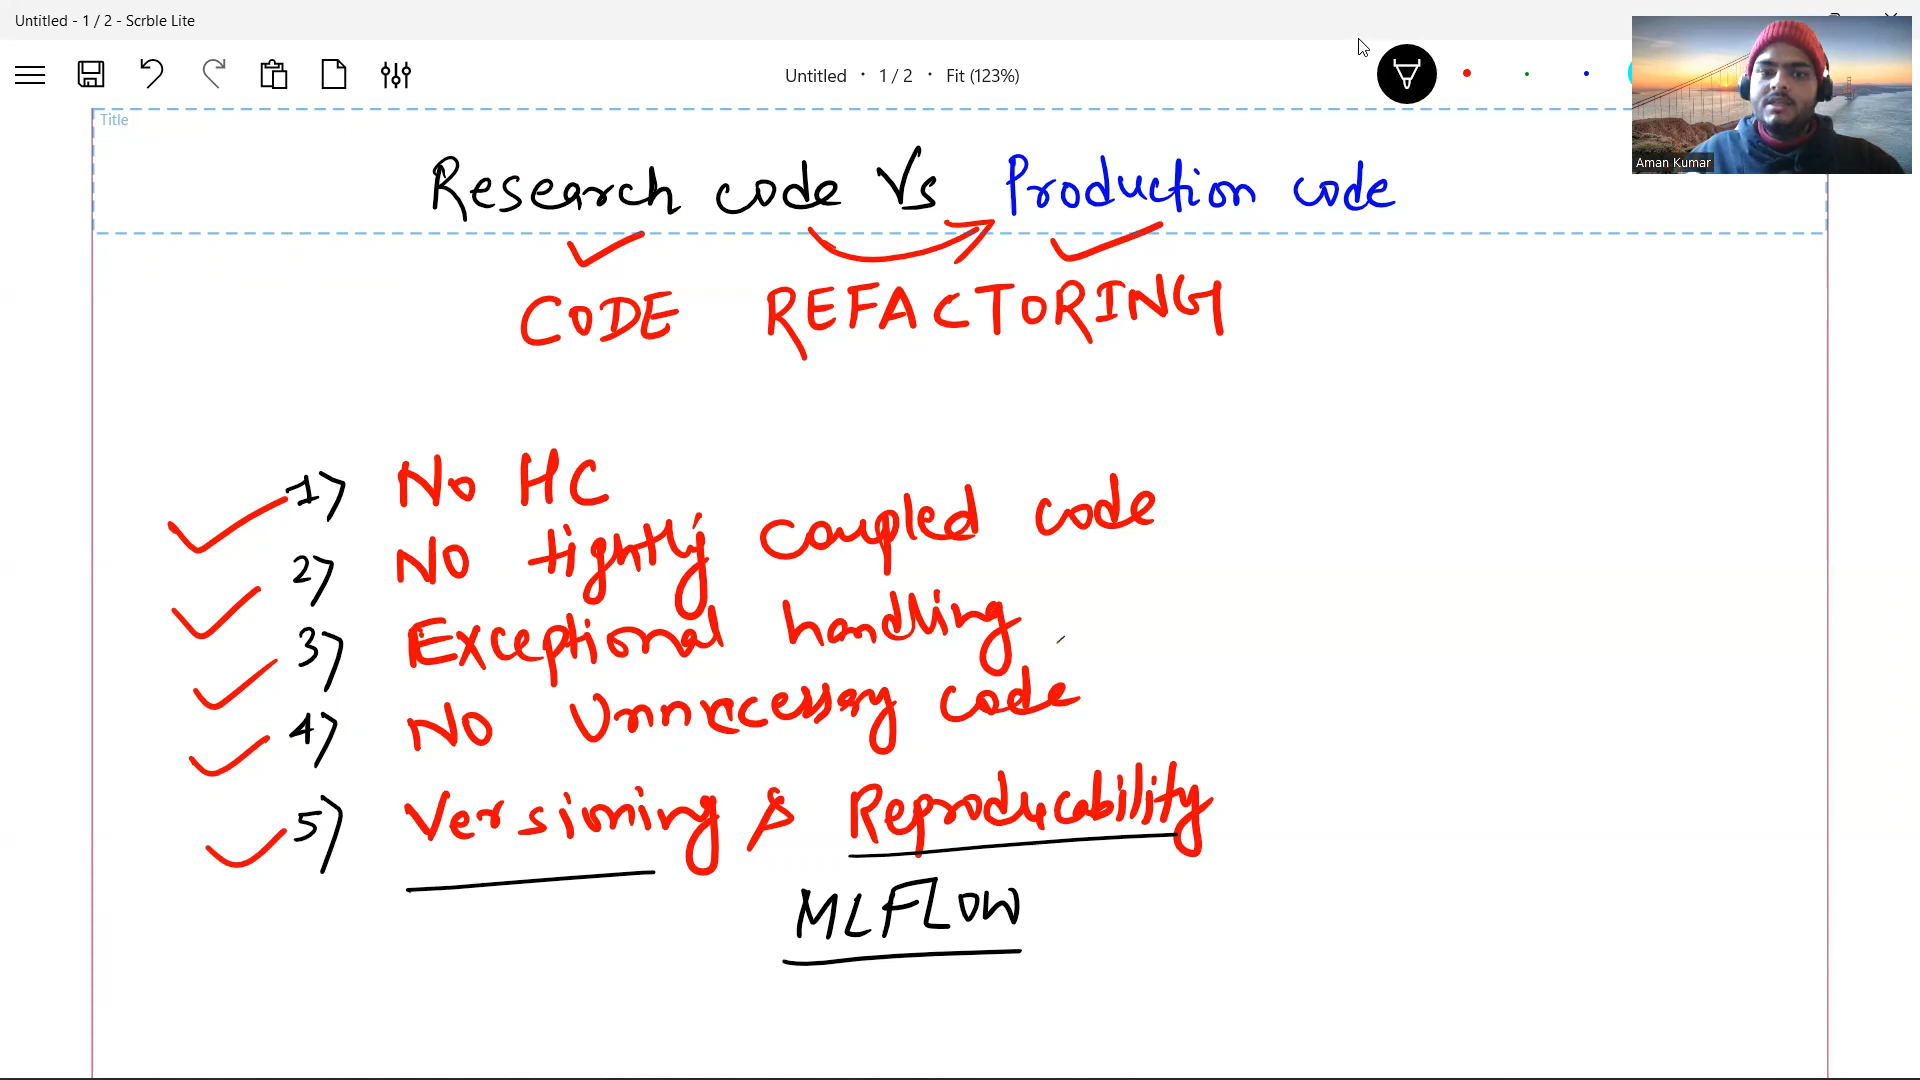 Untitled - 1 / 2 - Scrble Lite
Untitled • 1 / 2 • Fit (123%)
Aman Kumar
Title
Research code Vs Production code
CODE REFACTORING
1) No HC
2) NO tightly coupled code
3) Exceptional handling
4) NO Unnecessary code
5) Versioning & Reproducability
MLFLOW